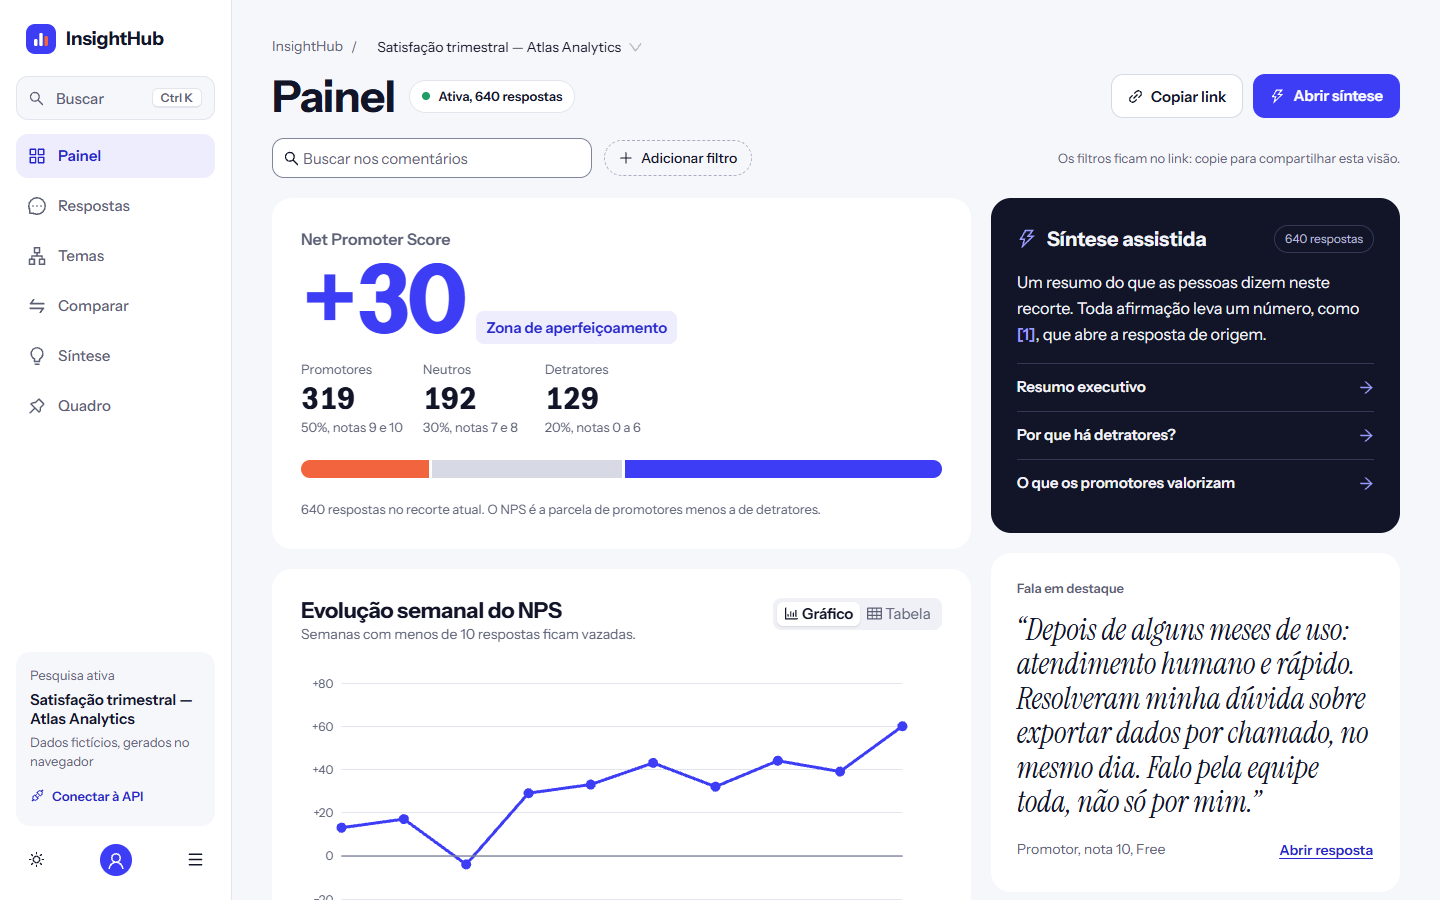 InsightHub
Buscar
Ctrl K
Painel
Respostas
Temas
Comparar
Síntese
Quadro
Pesquisa ativa
Satisfação trimestral —
Atlas Analytics
Dados fictícios, gerados no
navegador
Conectar à API
InsightHub / Satisfação trimestral — Atlas Analytics
Painel
Ativa, 640 respostas
Copiar link
Abrir síntese
Buscar nos comentários
Adicionar filtro
Os filtros ficam no link: copie para compartilhar esta visão.
Net Promoter Score
+30
Zona de aperfeiçoamento
Promotores
319
50%, notas 9 e 10
Neutros
192
30%, notas 7 e 8
Detratores
129
20%, notas 0 a 6
640 respostas no recorte atual. O NPS é a parcela de promotores menos a de detratores.
Evolução semanal do NPS
Semanas com menos de 10 respostas ficam vazadas.
Gráfico
Tabela
+80
+60
+40
+20
0
-20
Síntese assistida
640 respostas
Um resumo do que as pessoas dizem neste
recorte. Toda afirmação leva um número, como
[1], que abre a resposta de origem.
Resumo executivo
Por que há detratores?
O que os promotores valorizam
Fala em destaque
“Depois de alguns meses de uso:
atendimento humano e rápido.
Resolveram minha dúvida sobre
exportar dados por chamado, no
mesmo dia. Falo pela equipe
toda, não só por mim.”
Promotor, nota 10, Free
Abrir resposta